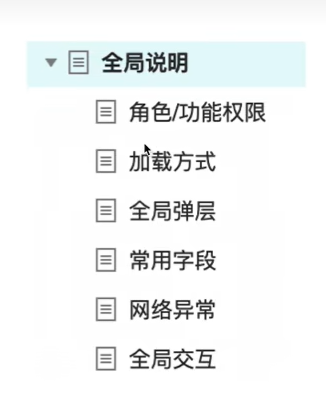 全局说明
角色/功能权限
加载方式
全局弹层
常用字段
网络异常
全局交互